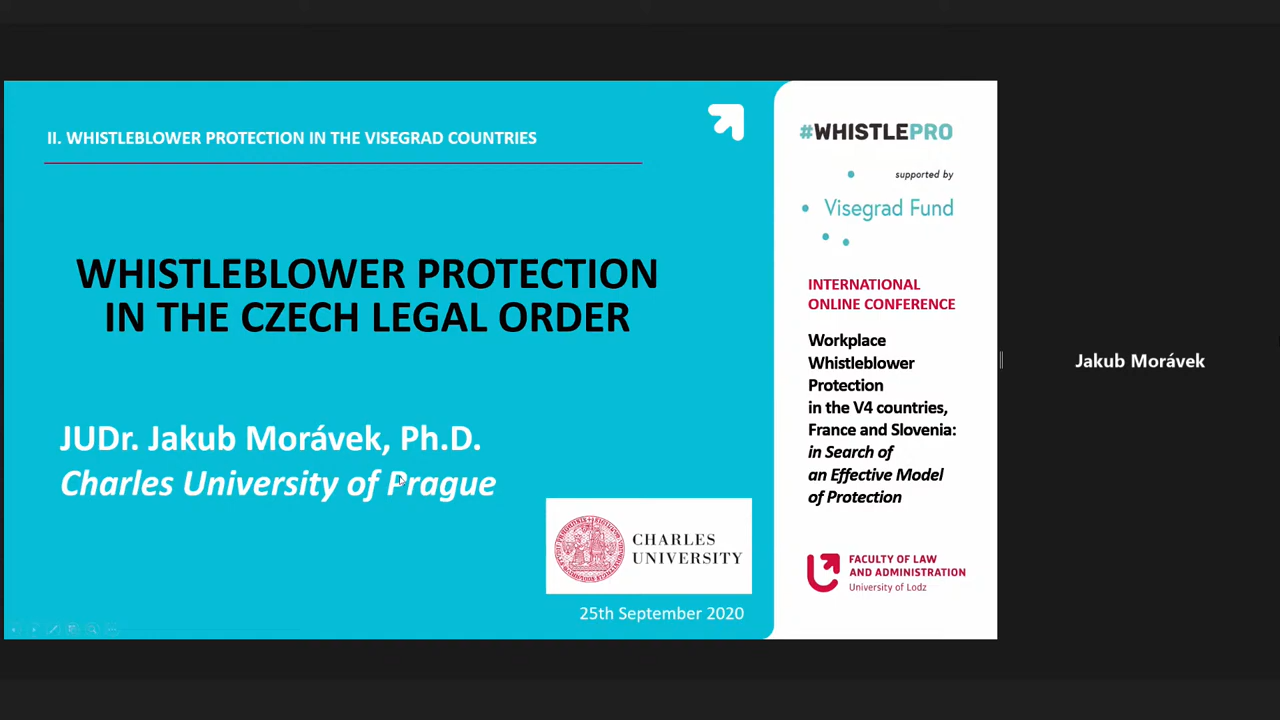 II. WHISTLEBLOWER PROTECTION IN THE VISEGRAD COUNTRIES
WHISTLEBLOWER PROTECTION
IN THE CZECH LEGAL ORDER
JUDr. Jakub Morávek, Ph.D.
Charles University of Prague
CHARLES
UNIVERSITY
25th September 2020
#WHISTLEPRO
supported by
Visegrad Fund
INTERNATIONAL
ONLINE CONFERENCE
Workplace
Whistleblower
Protection
in the V4 countries,
France and Slovenia:
in Search of
an Effective Model
of Protection
FACULTY OF LAW
AND ADMINISTRATION
University of Lodz
Jakub Morávek